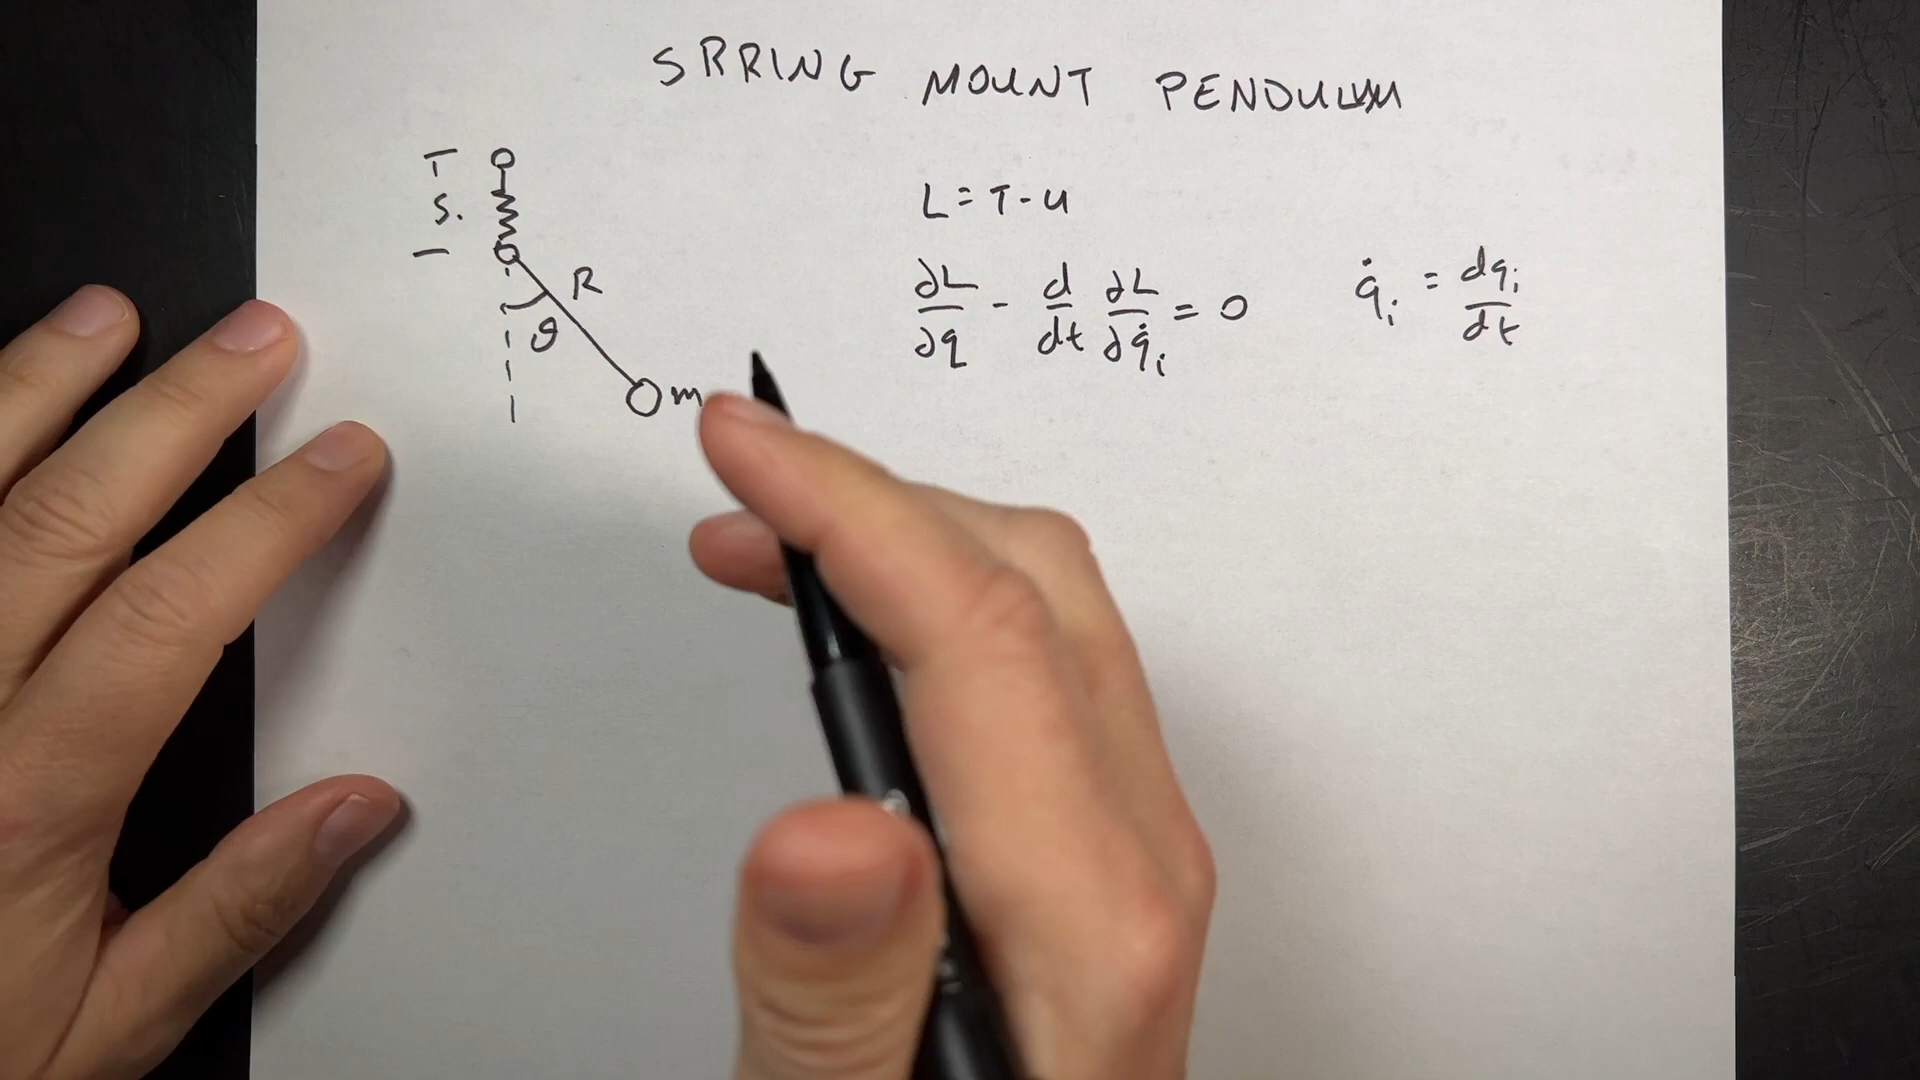 SRRING MOUNT PENDULUM
S.
R
θ
m
L = T - U
∂L/∂q - d/dt ∂L/∂q̇ᵢ = 0
q̇ᵢ = dqᵢ/dt